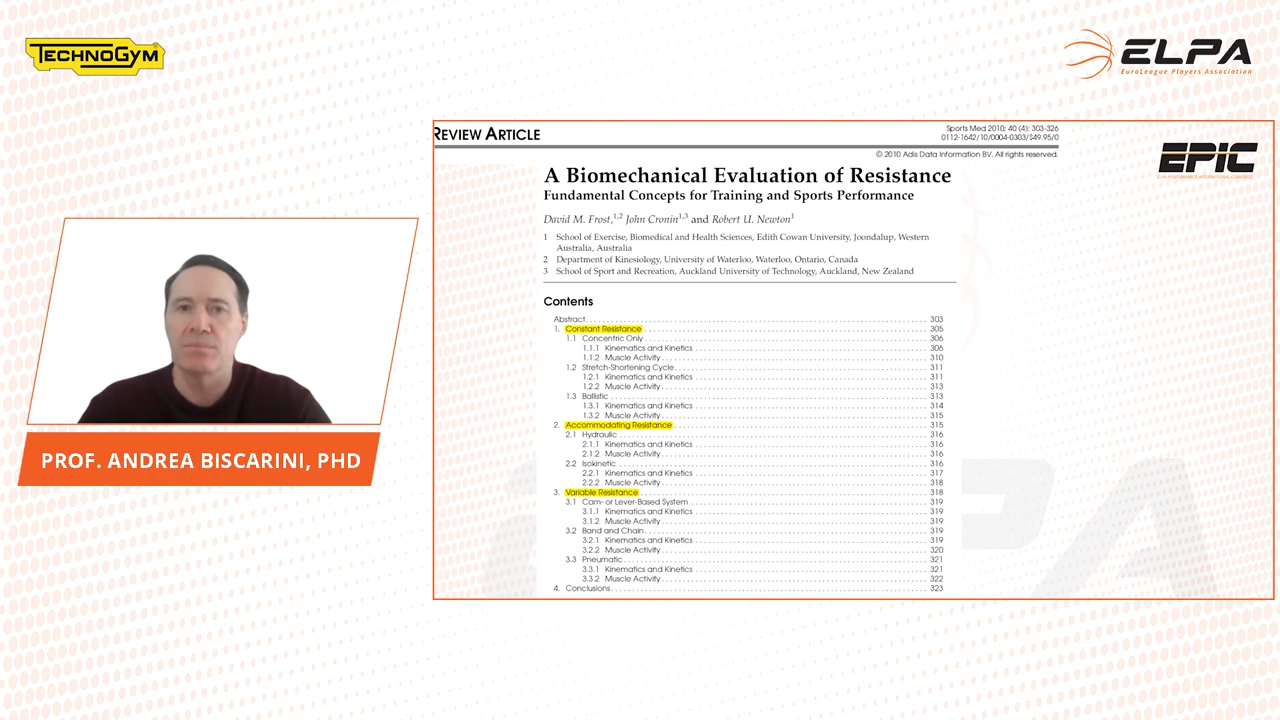 TECHNOGYM
ELPA
EuroLeague Players Association
REVIEW ARTICLE
Sports Med 2010; 40 (4): 303-326
0112-1642/10/0004-0303/$49.95/0
© 2010 Adis Data Information BV. All rights reserved.
EPIC
A Biomechanical Evaluation of Resistance
Fundamental Concepts for Training and Sports Performance
David M. Frost,1,2 John Cronin1,3 and Robert U. Newton1
1 School of Exercise, Biomedical and Health Sciences, Edith Cowan University, Joondalup, Western
Australia, Australia
2 Department of Kinesiology, University of Waterloo, Waterloo, Ontario, Canada
3 School of Sport and Recreation, Auckland University of Technology, Auckland, New Zealand
Contents
Abstract 303
1. Constant Resistance 305
1.1 Concentric Only 306
1.1.1 Kinematics and Kinetics 306
1.1.2 Muscle Activity 310
1.2 Stretch-Shortening Cycle 311
1.2.1 Kinematics and Kinetics 311
1.2.2 Muscle Activity 313
1.3 Ballistic 313
1.3.1 Kinematics and Kinetics 314
1.3.2 Muscle Activity 315
2. Accommodating Resistance 315
2.1 Hydraulic 316
2.1.1 Kinematics and Kinetics 316
2.1.2 Muscle Activity 316
2.2 Isokinetic 316
2.2.1 Kinematics and Kinetics 317
2.2.2 Muscle Activity 318
3. Variable Resistance 318
3.1 Cam- or Lever-Based System 319
3.1.1 Kinematics and Kinetics 319
3.1.2 Muscle Activity 319
3.2 Band and Chain 319
3.2.1 Kinematics and Kinetics 319
3.2.2 Muscle Activity 320
3.3 Pneumatic 321
3.3.1 Kinematics and Kinetics 321
3.3.2 Muscle Activity 322
4. Conclusions 323
PROF. ANDREA BISCARINI, PHD